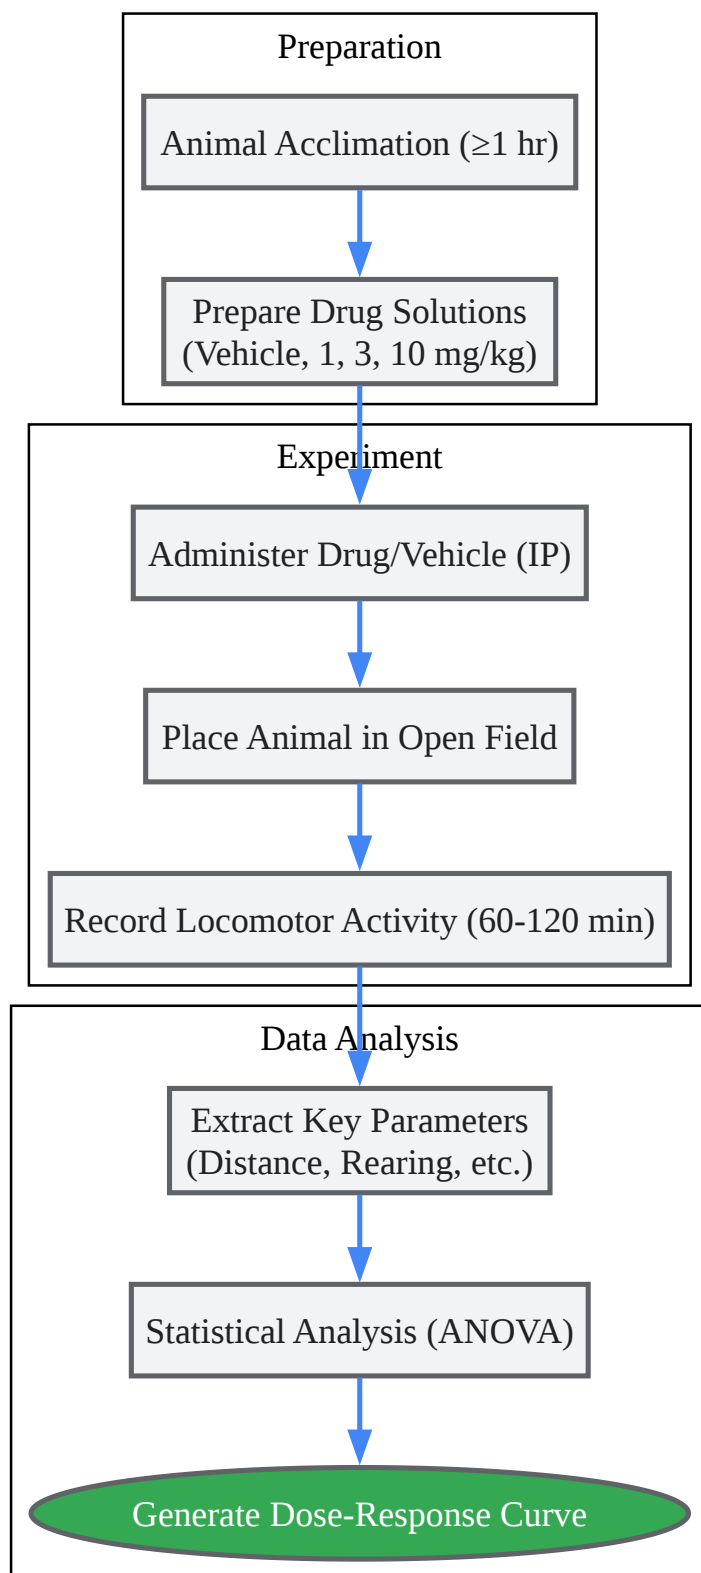 Preparation
Animal Acclimation (≥1 hr)
Prepare Drug Solutions
(Vehicle, 1, 3, 10 mg/kg)
Experiment
Administer Drug/Vehicle (IP)
Place Animal in Open Field
Record Locomotor Activity (60-120 min)
Data Analysis
Extract Key Parameters
(Distance, Rearing, etc.)
Statistical Analysis (ANOVA)
Generate Dose-Response Curve